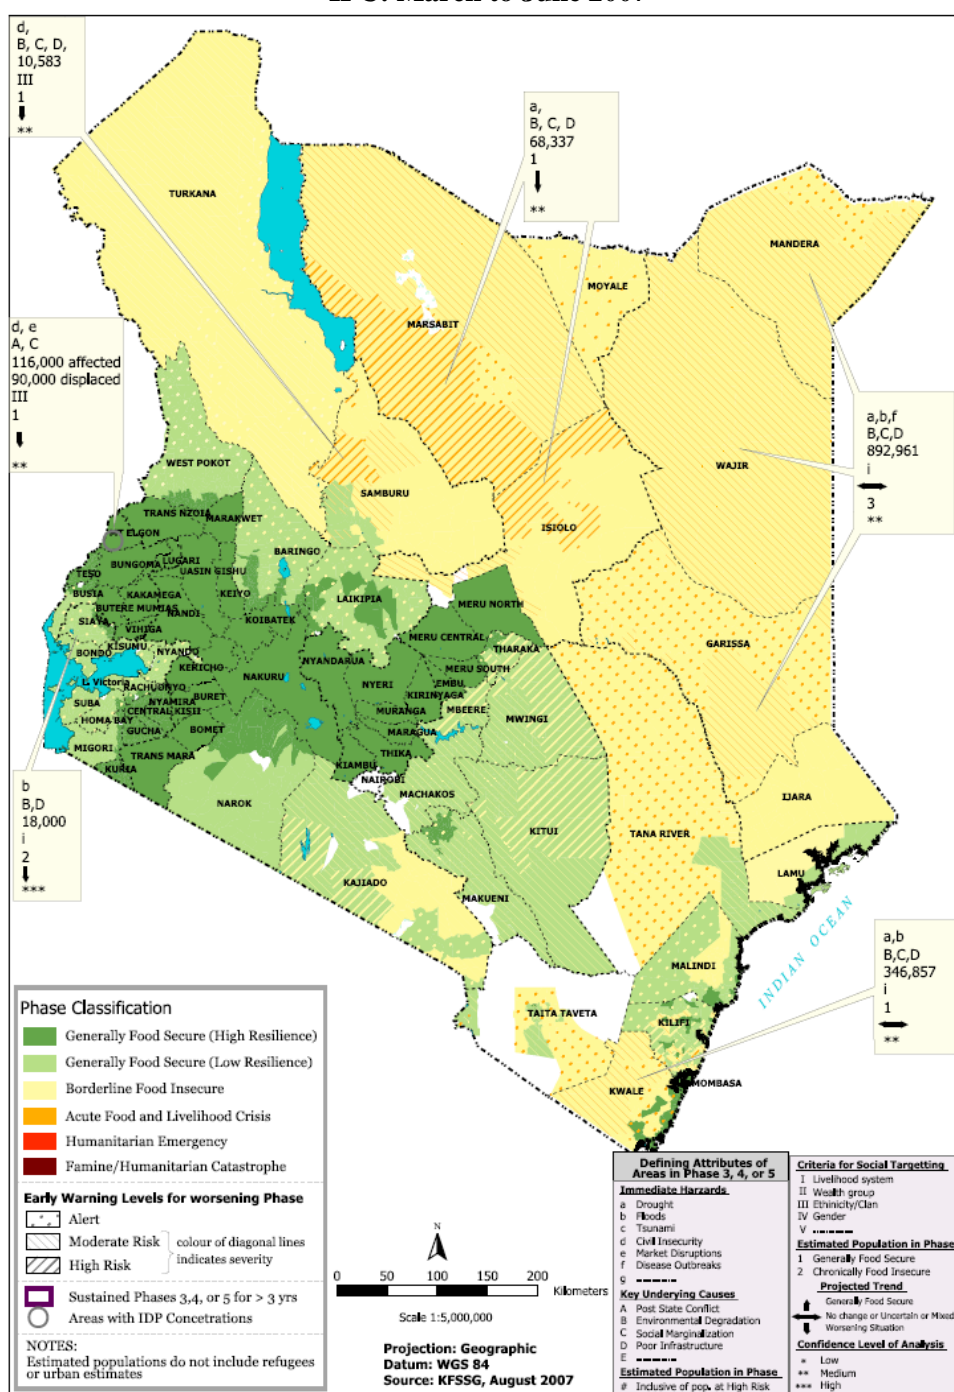 d,
B, C, D,
10,583
III
1
**
a,
B, C, D
68,337
1
**
TURKANA
MANDERA
MOYALE
MARSABIT
d, e
A, C
116,000 affected
90,000 displaced
III
1
**
a,b,f
B,C,D
892,961
i
3
**
WEST POKOT
WAJIR
SAMBURU
TRANS NZOIA
MARAKWET
ISIOLO
MT ELGON
BARINGO
BUNGOMA
LUGARI
UASIN GISHU
TESO
BUSIA
KAKAMEGA
KEIYO
LAIKIPIA
MERU NORTH
BUTERE MUMIAS
NANDI
SIAYA
KOIBATEK
VIHIGA
MERU CENTRAL
GARISSA
BONDO
KISUMU
NYANDO
THARAKA
KERICHO
NYANDARUA
MERU SOUTH
L. Victoria
RACHUONYO
NAKURU
NYERI
EMBU
SUBA
NYAMIRA
BURET
KIRINYAGA
CENTRAL KISII
MURANGA
MBEERE
MWINGI
HOMA BAY
GUCHA
BOMET
MARAGUA
MIGORI
TRANS MARA
THIKA
KURIA
KIAMBU
NAIROBI
MACHAKOS
IJARA
NAROK
KITUI
TANA RIVER
b
B,D
18,000
i
2
***
LAMU
KAJIADO
MAKUENI
INDIAN OCEAN
a,b
B,C,D
346,857
i
1
**
MALINDI
TAITA TAVETA
KILIFI
KWALE
MOMBASA
Phase Classification
Generally Food Secure (High Resilience)
Generally Food Secure (Low Resilience)
Borderline Food Insecure
Acute Food and Livelihood Crisis
Humanitarian Emergency
Famine/Humanitarian Catastrophe
Early Warning Levels for worsening Phase
Alert
Moderate Risk
High Risk
colour of diagonal lines
indicates severity
Sustained Phases 3,4, or 5 for > 3 yrs
Areas with IDP Concetrations
NOTES:
Estimated populations do not include refugees
or urban estimates
N
0 50 100 150 200
Kilometers
Scale 1:5,000,000
Projection: Geographic
Datum: WGS 84
Source: KFSSG, August 2007
Defining Attributes of
Areas in Phase 3, 4, or 5
Immediate Harzards
a Drought
b Floods
c Tsunami
d Civil Insecurity
e Market Disruptions
f Disease Outbreaks
g
Key Underlying Causes
A Post State Conflict
B Environmental Degradation
C Social Marginalization
D Poor Infrastructure
E
Estimated Population in Phase
# Inclusive of pop. at High Risk
Criteria for Social Targetting
I Livelihood system
II Wealth group
III Ethinicity/Clan
IV Gender
V
Estimated Population in Phase
1 Generally Food Secure
2 Chronically Food Insecure
Projected Trend
Generally Food Secure
No change or Uncertain or Mixed
Worsening Situation
Confidence Level of Analysis
* Low
** Medium
*** High